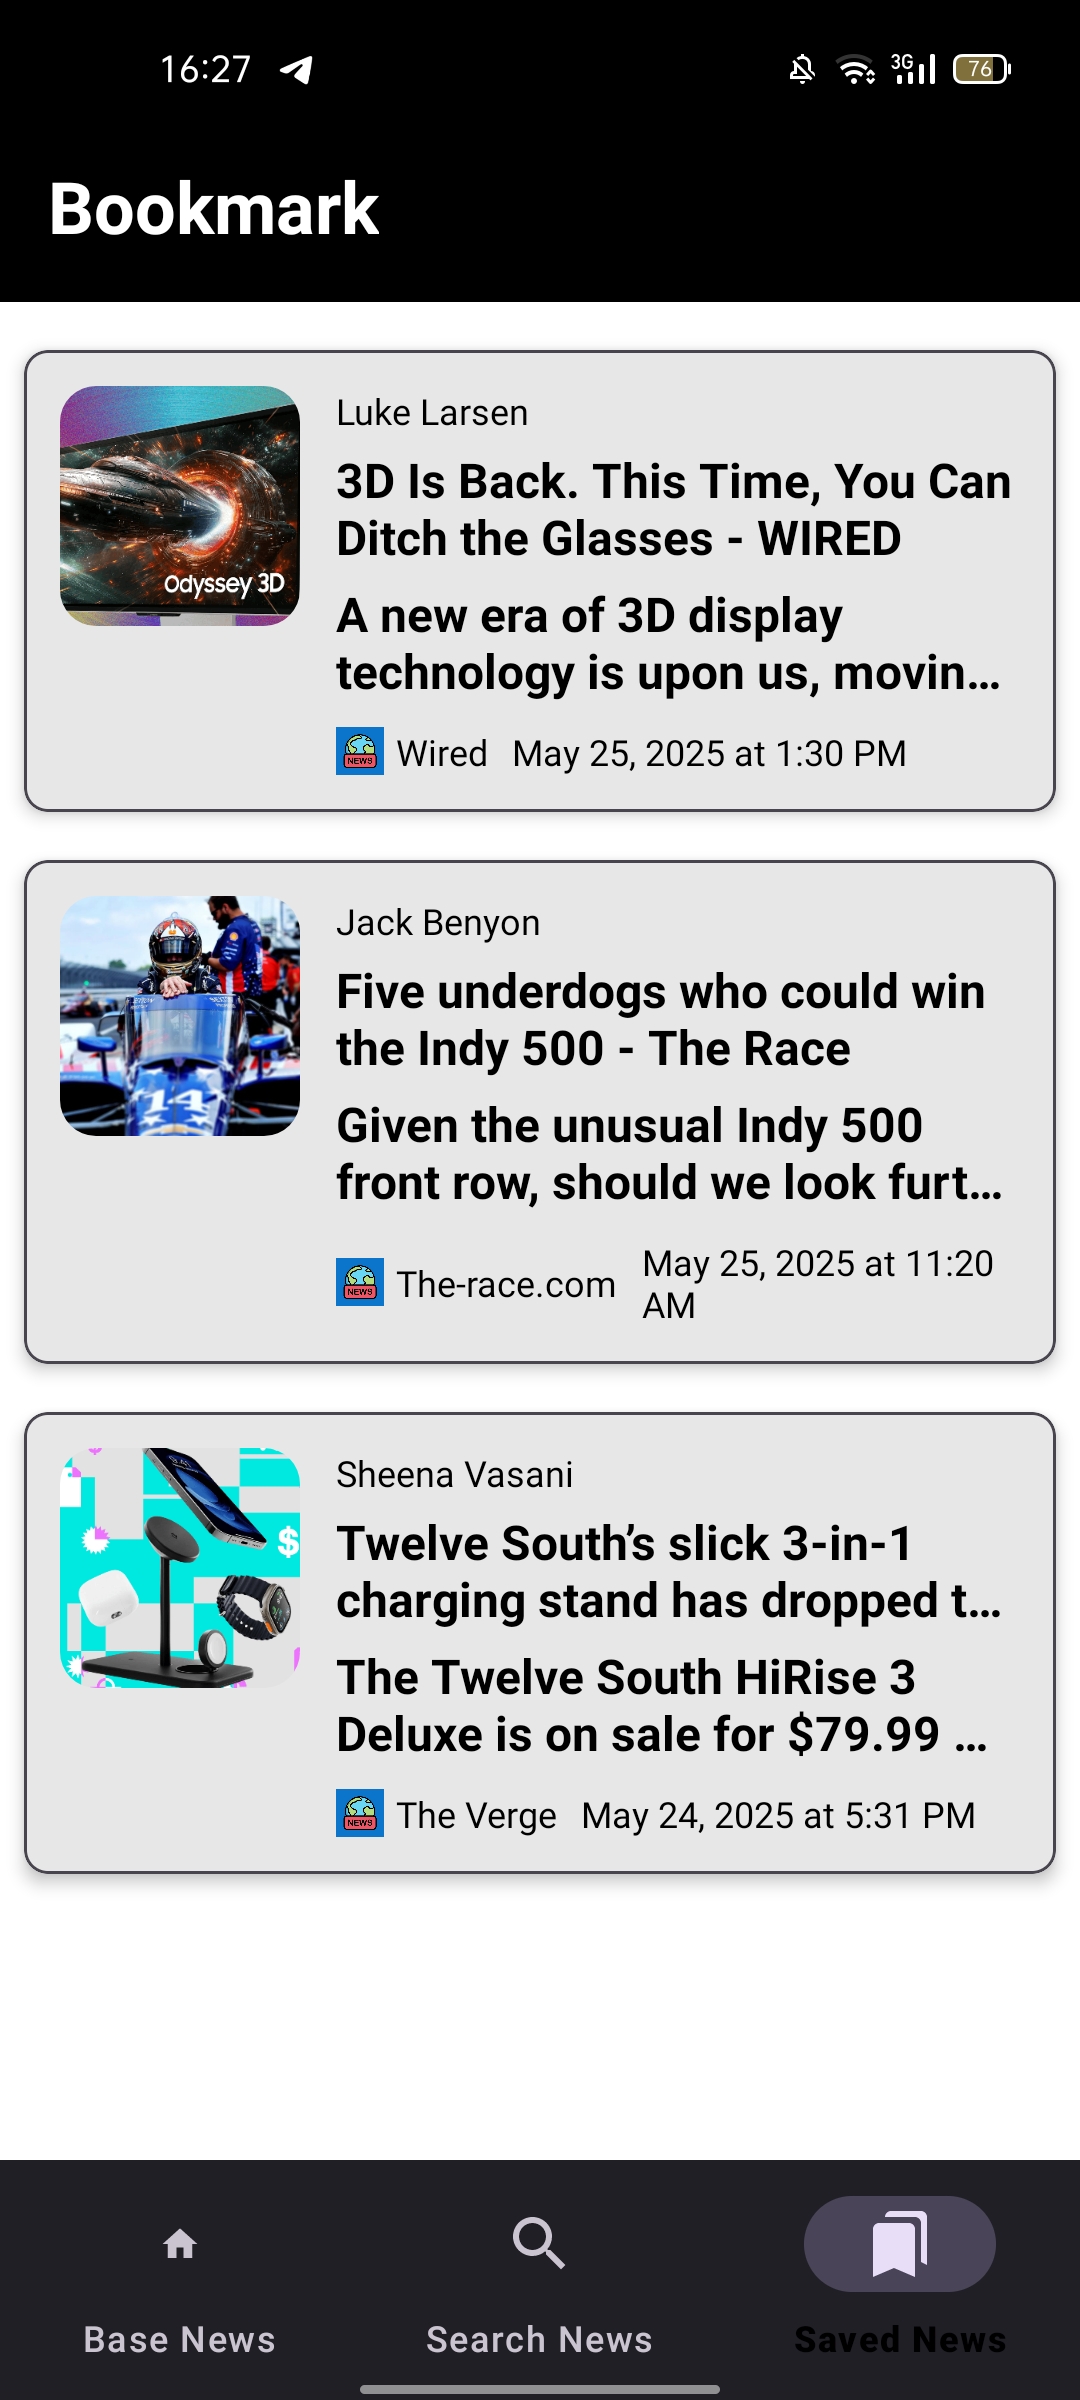 16:27
3G
76
Bookmark
Luke Larsen
3D Is Back. This Time, You Can
Ditch the Glasses - WIRED
A new era of 3D display
technology is upon us, movin…
Odyssey 3D
NEWS
Wired May 25, 2025 at 1:30 PM
Jack Benyon
Five underdogs who could win
the Indy 500 - The Race
Given the unusual Indy 500
front row, should we look furt…
14
NEWS
The-race.com May 25, 2025 at 11:20
AM
Sheena Vasani
Twelve South’s slick 3-in-1
charging stand has dropped t…
The Twelve South HiRise 3
Deluxe is on sale for $79.99 …
9:41
$
NEWS
The Verge May 24, 2025 at 5:31 PM
Base News
Search News
Saved News